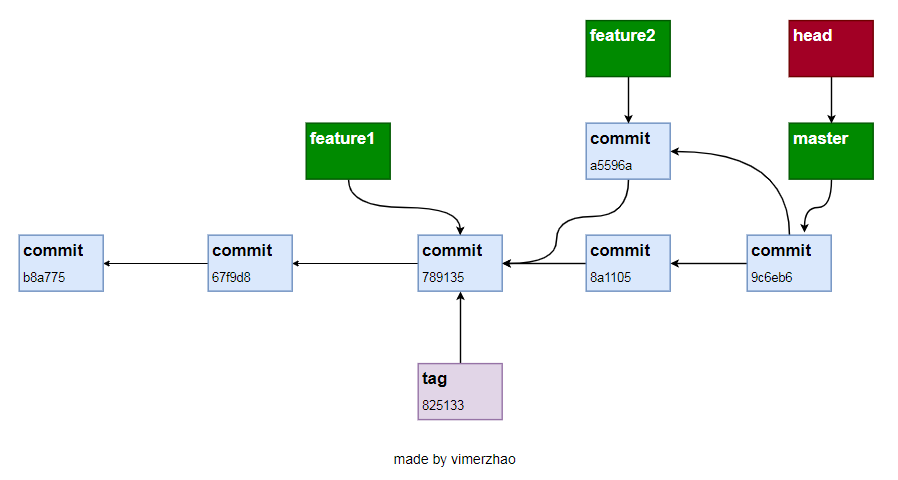 feature2
head
feature1
commit
a5596a
master
commit
b8a775
commit
67f9d8
commit
789135
commit
8a1105
commit
9c6eb6
tag
825133
made by vimerzhao